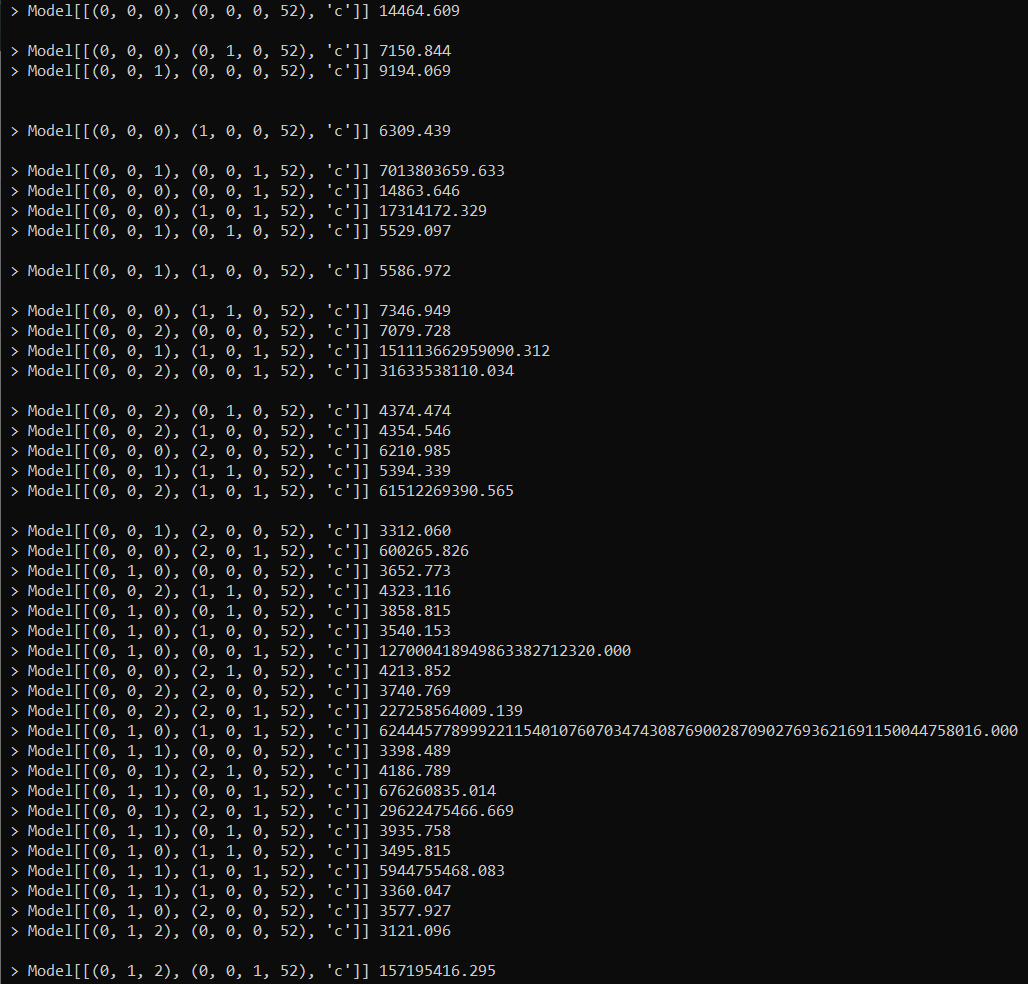 > Model[[(0, 0, 0), (0, 0, 0, 52), 'c']] 14464.609
> Model[[(0, 0, 0), (0, 1, 0, 52), 'c']] 7150.844
> Model[[(0, 0, 1), (0, 0, 0, 52), 'c']] 9194.069
> Model[[(0, 0, 0), (1, 0, 0, 52), 'c']] 6309.439
> Model[[(0, 0, 1), (0, 0, 1, 52), 'c']] 7013803659.633
> Model[[(0, 0, 0), (0, 0, 1, 52), 'c']] 14863.646
> Model[[(0, 0, 0), (1, 0, 1, 52), 'c']] 17314172.329
> Model[[(0, 0, 1), (0, 1, 0, 52), 'c']] 5529.097
> Model[[(0, 0, 1), (1, 0, 0, 52), 'c']] 5586.972
> Model[[(0, 0, 0), (1, 1, 0, 52), 'c']] 7346.949
> Model[[(0, 0, 2), (0, 0, 0, 52), 'c']] 7079.728
> Model[[(0, 0, 1), (1, 0, 1, 52), 'c']] 151113662959090.312
> Model[[(0, 0, 2), (0, 0, 1, 52), 'c']] 31633538110.034
> Model[[(0, 0, 2), (0, 1, 0, 52), 'c']] 4374.474
> Model[[(0, 0, 2), (1, 0, 0, 52), 'c']] 4354.546
> Model[[(0, 0, 0), (2, 0, 0, 52), 'c']] 6210.985
> Model[[(0, 0, 1), (1, 1, 0, 52), 'c']] 5394.339
> Model[[(0, 0, 2), (1, 0, 1, 52), 'c']] 61512269390.565
> Model[[(0, 0, 1), (2, 0, 0, 52), 'c']] 3312.060
> Model[[(0, 0, 0), (2, 0, 1, 52), 'c']] 600265.826
> Model[[(0, 1, 0), (0, 0, 0, 52), 'c']] 3652.773
> Model[[(0, 0, 2), (1, 1, 0, 52), 'c']] 4323.116
> Model[[(0, 1, 0), (0, 1, 0, 52), 'c']] 3858.815
> Model[[(0, 1, 0), (1, 0, 0, 52), 'c']] 3540.153
> Model[[(0, 1, 0), (0, 0, 1, 52), 'c']] 127000418949863382712320.000
> Model[[(0, 0, 0), (2, 1, 0, 52), 'c']] 4213.852
> Model[[(0, 0, 2), (2, 0, 0, 52), 'c']] 3740.769
> Model[[(0, 0, 2), (2, 0, 1, 52), 'c']] 227258564009.139
> Model[[(0, 1, 0), (1, 0, 1, 52), 'c']] 62444577899922115401076070347430876900287090276936216911500447580​16.000
> Model[[(0, 1, 1), (0, 0, 0, 52), 'c']] 3398.489
> Model[[(0, 0, 1), (2, 1, 0, 52), 'c']] 4186.789
> Model[[(0, 1, 1), (0, 0, 1, 52), 'c']] 676260835.014
> Model[[(0, 0, 1), (2, 0, 1, 52), 'c']] 29622475466.669
> Model[[(0, 1, 1), (0, 1, 0, 52), 'c']] 3935.758
> Model[[(0, 1, 0), (1, 1, 0, 52), 'c']] 3495.815
> Model[[(0, 1, 1), (1, 0, 1, 52), 'c']] 5944755468.083
> Model[[(0, 1, 1), (1, 0, 0, 52), 'c']] 3360.047
> Model[[(0, 1, 0), (2, 0, 0, 52), 'c']] 3577.927
> Model[[(0, 1, 2), (0, 0, 0, 52), 'c']] 3121.096
> Model[[(0, 1, 2), (0, 0, 1, 52), 'c']] 157195416.295